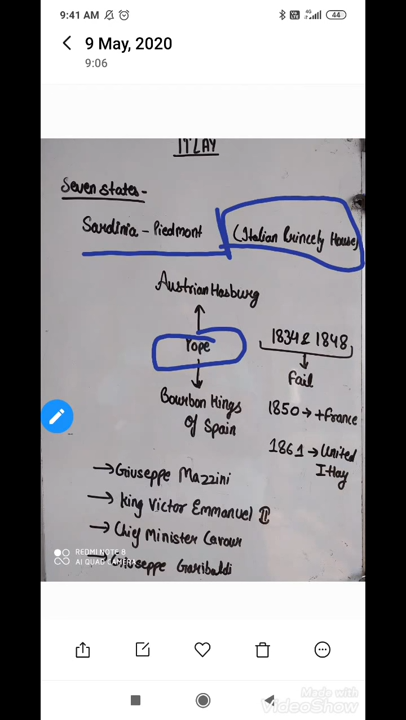 9:41 AM
44
9 May, 2020
9:06
ITLAY
Seven states-
Sardinia - Piedmont (Italian Princely House)
Austrian Hasburg
Pope
1834 & 1848
Fail
Bourbon Kings
Of Spain
1850 → +France
1861 → United
Itlay
→ Giuseppe Mazzini
→ King Victor Emmanuel II
→ Chief Minister Cavour
→ Giuseppe Garibaldi
REDMI NOTE 8
AI QUAD CAMERA
Made with
VideoShow